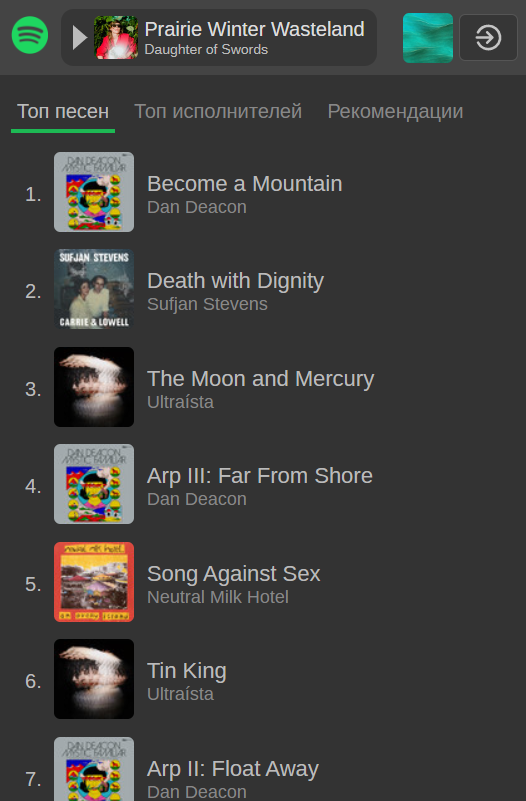 Prairie Winter Wasteland
Daughter of Swords
Топ песен
Топ исполнителей
Рекомендации
1.
DAN DEACON
MYSTIC FAMILIAR
Become a Mountain
Dan Deacon
2.
SUFJAN STEVENS
CARRIE & LOWELL
Death with Dignity
Sufjan Stevens
3.
The Moon and Mercury
Ultraísta
4.
DAN DEACON
MYSTIC FAMILIAR
Arp III: Far From Shore
Dan Deacon
5.
neutral milk hotel
on avery island
Song Against Sex
Neutral Milk Hotel
6.
Tin King
Ultraísta
7.
DAN DEACON
MYSTIC FAMILIAR
Arp II: Float Away
Dan Deacon